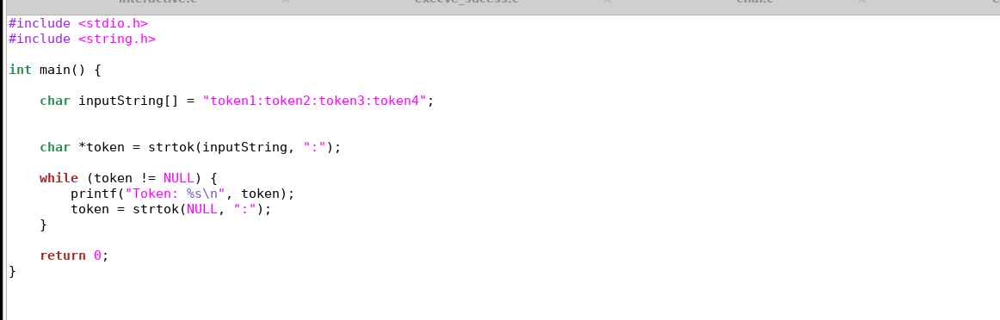 #include <stdio.h>
#include <string.h>
int main() {
    char inputString[] = "token1:token2:token3:token4";
    char *token = strtok(inputString, ":");
    while (token != NULL) {
        printf("Token: %s\n", token);
        token = strtok(NULL, ":");
    }
    return 0;
}